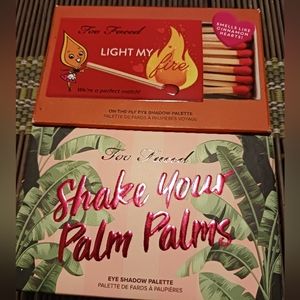 Too Faced
LIGHT MY
fire
We're a perfect match!
SMELLS LIKE
CINNAMON
HEARTS!
ON THE FLY EYE SHADOW PALETTE
PALETTE DE FARDS À PAUPIÈRES VOYAGE
Too Faced
Shake Your
Palm Palms
EYE SHADOW PALETTE
PALETTE DE FARDS À PAUPIÈRES